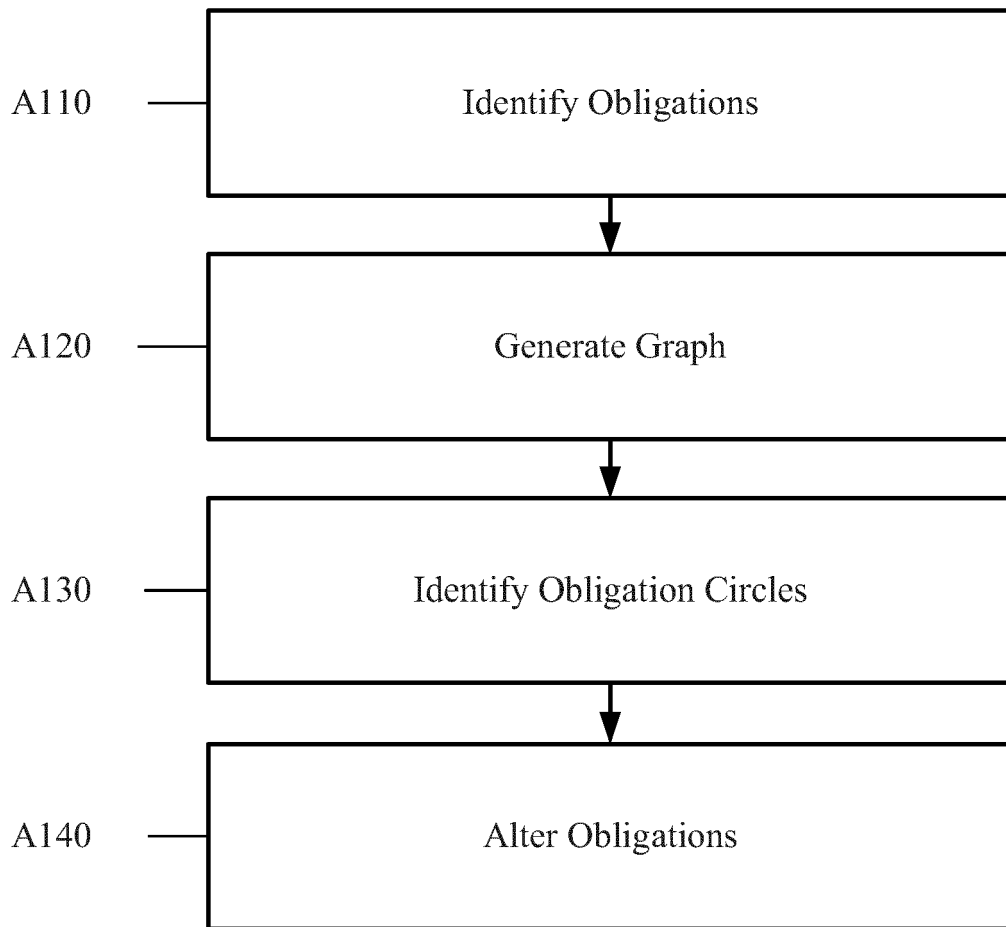 A110
Identify Obligations
A120
Generate Graph
A130
Identify Obligation Circles
A140
Alter Obligations